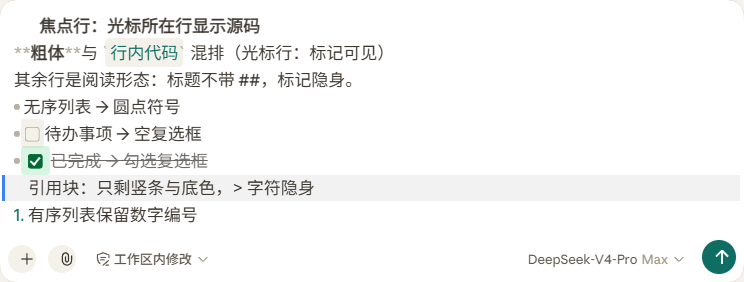 焦点行：光标所在行显示源码
**粗体**与 `行内代码` 混排（光标行：标记可见）
其余行是阅读形态：标题不带 ##，标记隐身。
无序列表 → 圆点符号
待办事项 → 空复选框
已完成 → 勾选复选框
引用块：只剩竖条与底色，> 字符隐身
1. 有序列表保留数字编号
工作区内修改 DeepSeek-V4-Pro Max